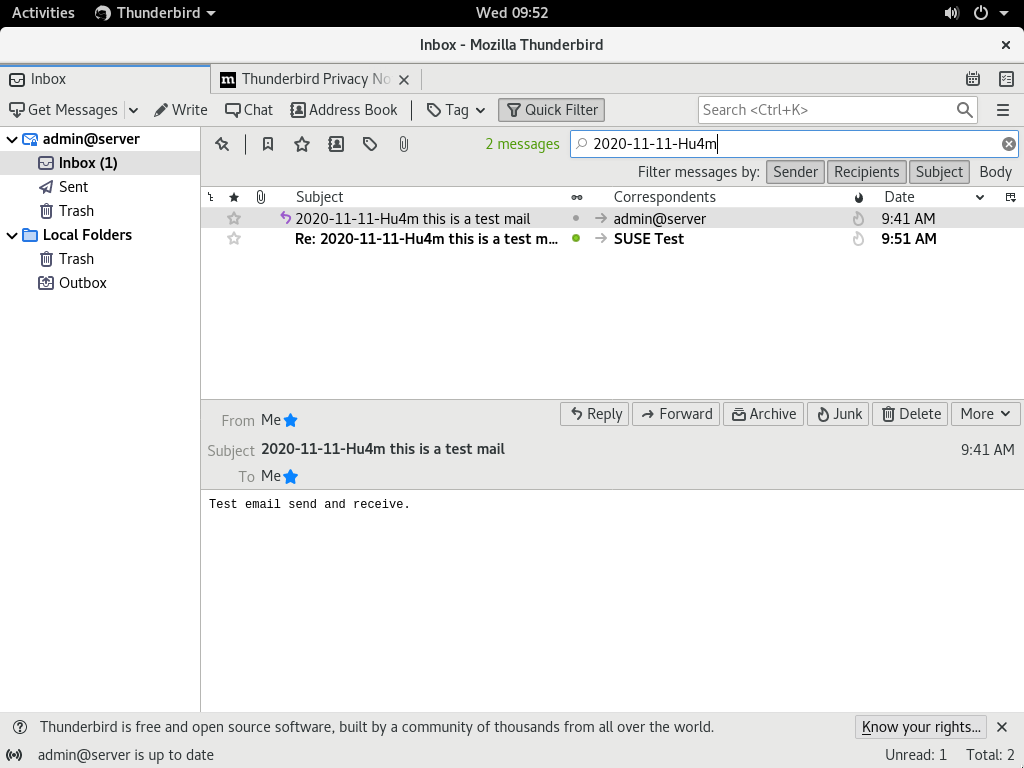 Activities Thunderbird Wed 09:52
Inbox - Mozilla Thunderbird
Inbox Thunderbird Privacy No
Get Messages Write Chat Address Book Tag Quick Filter Search <Ctrl+K>
admin@server
Inbox (1)
Sent
Trash
Local Folders
Trash
Outbox
2 messages 2020-11-11-Hu4m
Filter messages by: Sender Recipients Subject Body
Subject Correspondents Date
2020-11-11-Hu4m this is a test mail admin@server 9:41 AM
Re: 2020-11-11-Hu4m this is a test m... SUSE Test 9:51 AM
From Me Reply Forward Archive Junk Delete More
Subject 2020-11-11-Hu4m this is a test mail 9:41 AM
To Me
Test email send and receive.
Thunderbird is free and open source software, built by a community of thousands from all over the world. Know your rights...
admin@server is up to date Unread: 1 Total: 2